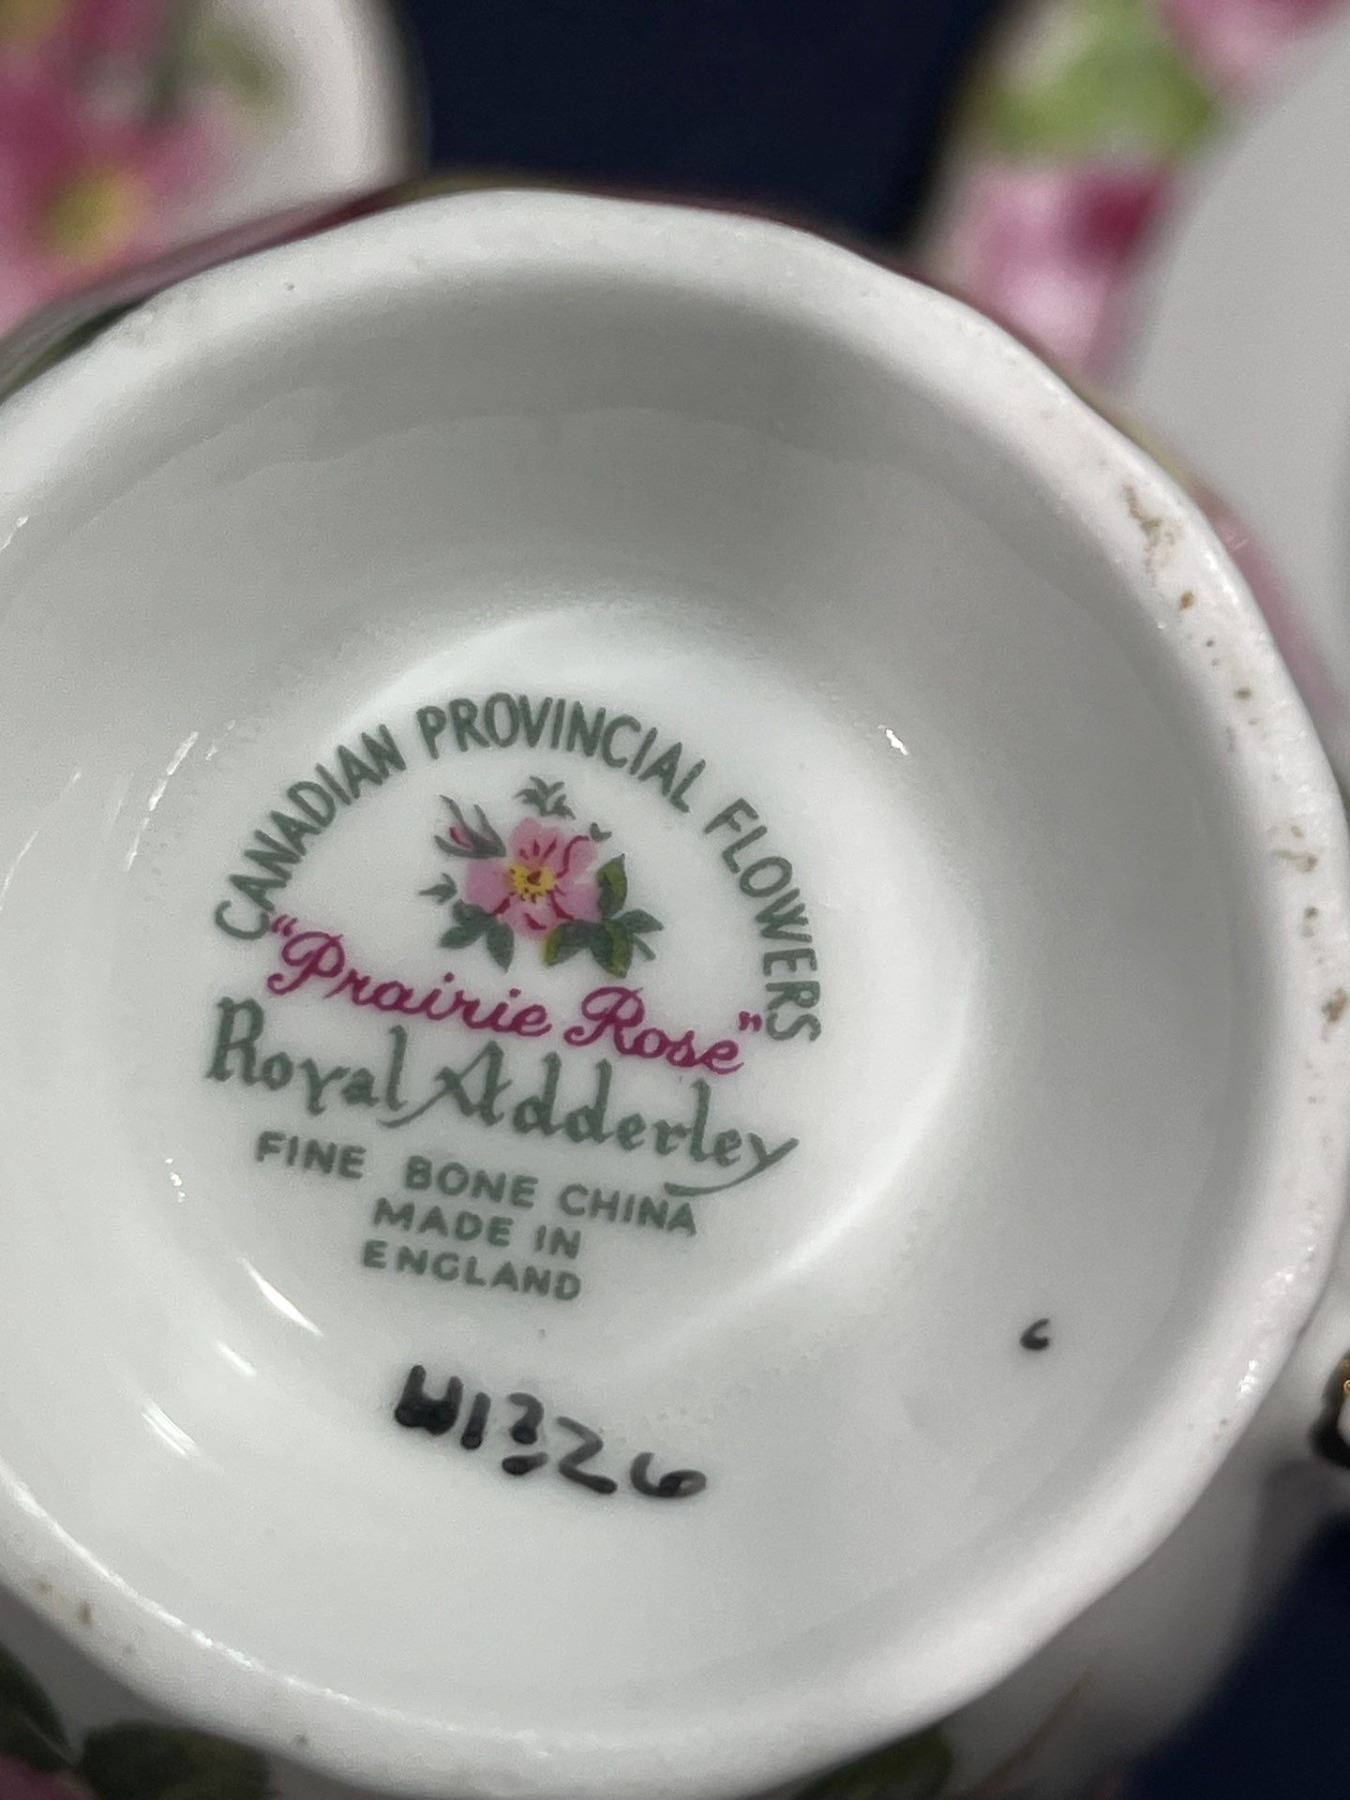 CANADIAN PROVINCIAL FLOWERS
"Prairie Rose"
Royal Adderley
FINE BONE CHINA
MADE IN
ENGLAND
H1326